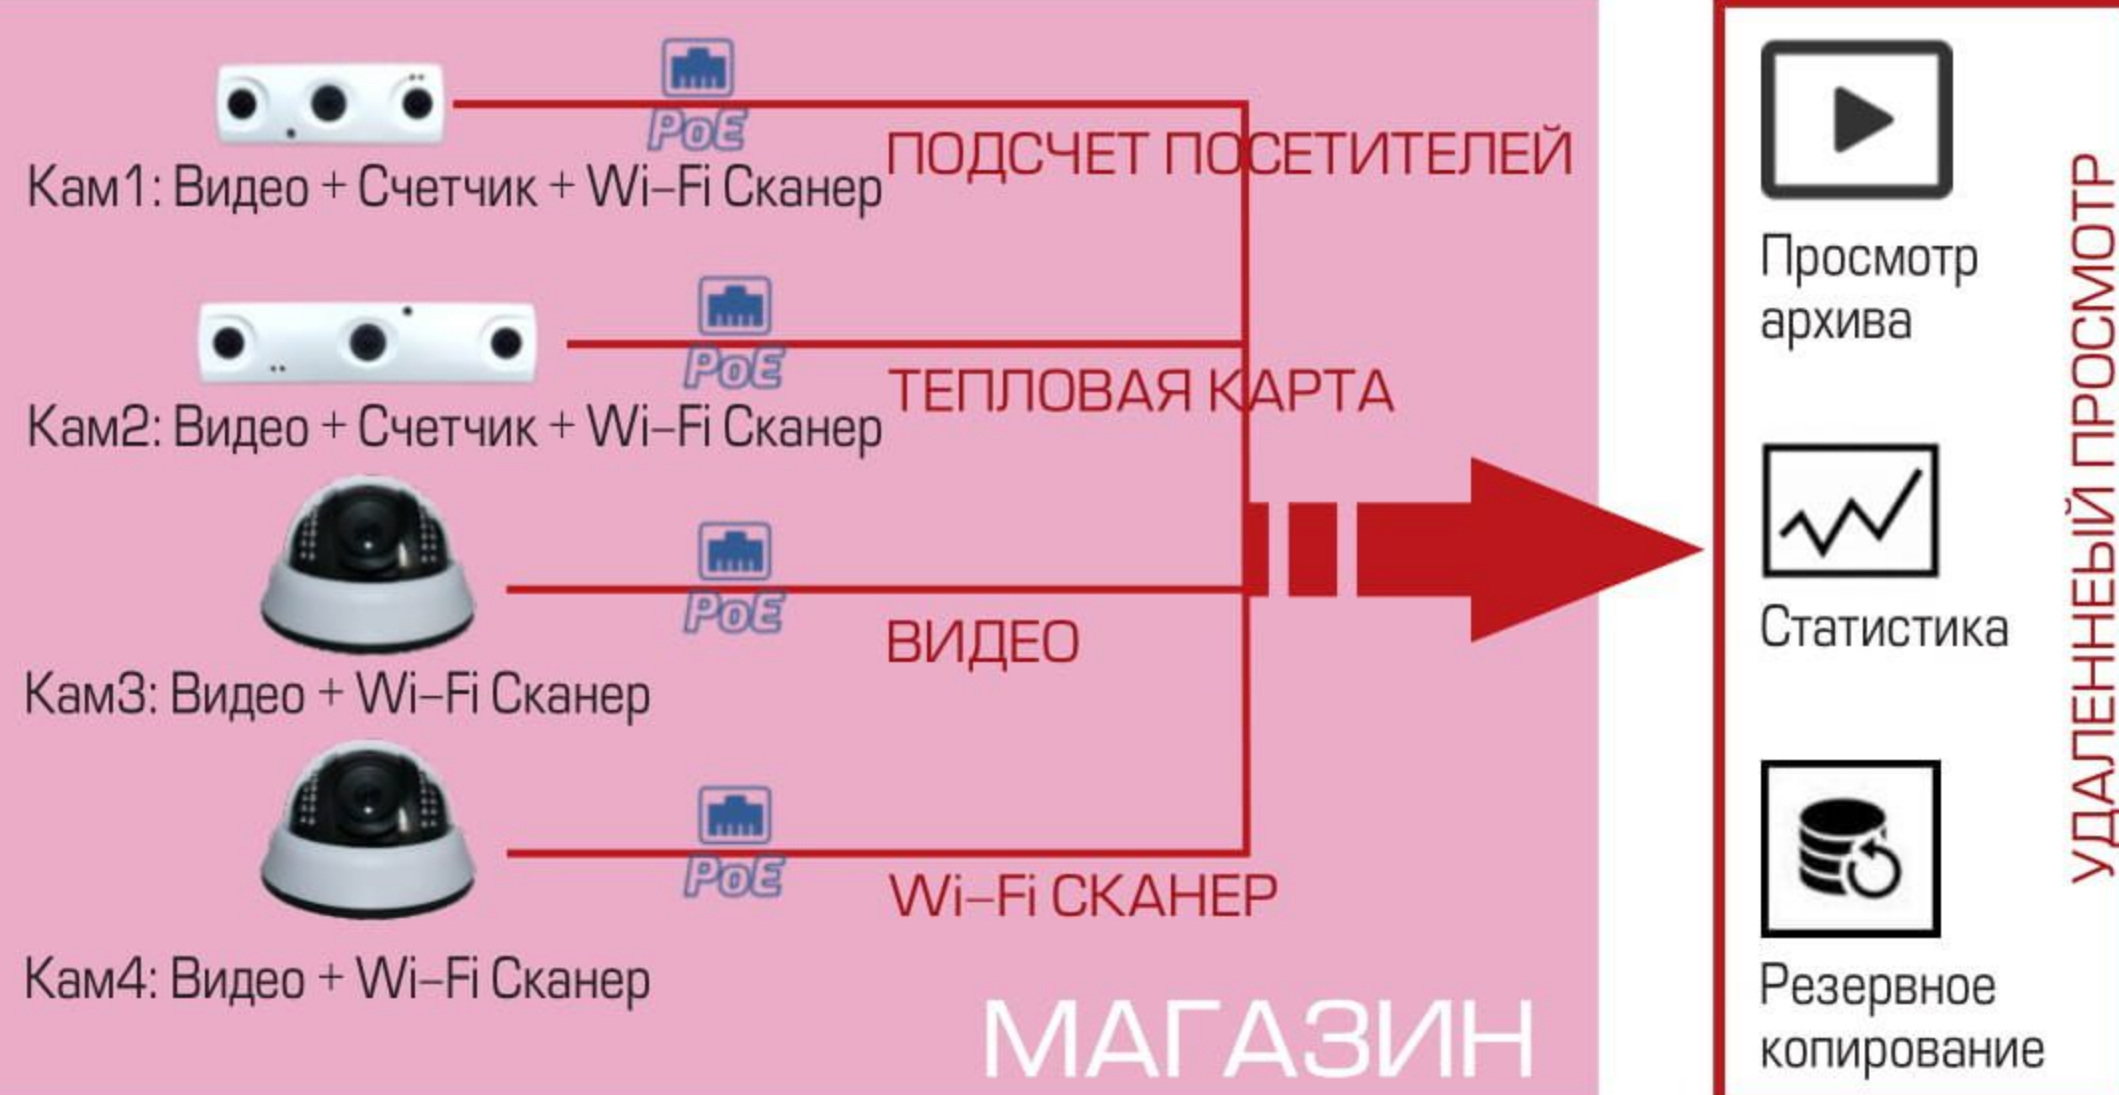 PoE
ПОДСЧЕТ ПОСЕТИТЕЛЕЙ
Кам1: Видео + Счетчик + Wi–Fi Сканер
PoE
ТЕПЛОВАЯ КАРТА
Кам2: Видео + Счетчик + Wi–Fi Сканер
PoE
ВИДЕО
Кам3: Видео + Wi–Fi Сканер
PoE
Wi–Fi СКАНЕР
Кам4: Видео + Wi–Fi Сканер
МАГАЗИН
Просмотр
архива
Статистика
Резервное
копирование
УДАЛЕННЕЫЙ ПРОСМОТР